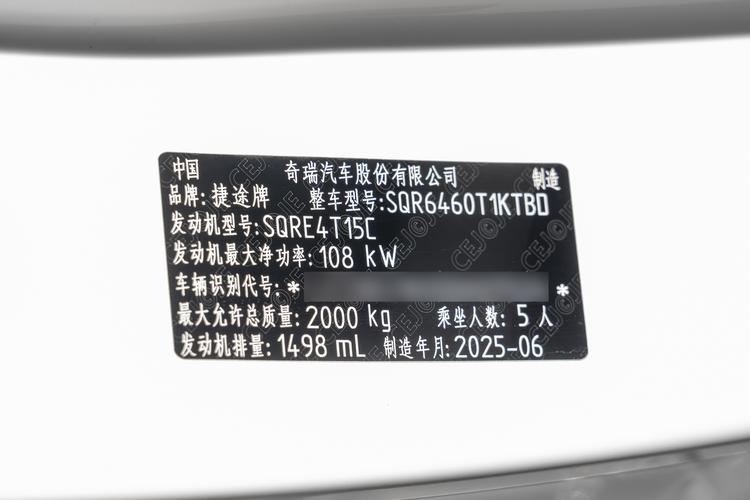 中国 奇瑞汽车股份有限公司 制造
品牌: 捷途牌 整车型号:SQR6460T1KTB0
发动机型号:SQRE4T15C
发动机最大净功率: 108 kW
车辆识别代号: * *
最大允许总质量: 2000 kg 乘坐人数: 5 人
发动机排量: 1498 mL 制造年月: 2025-06